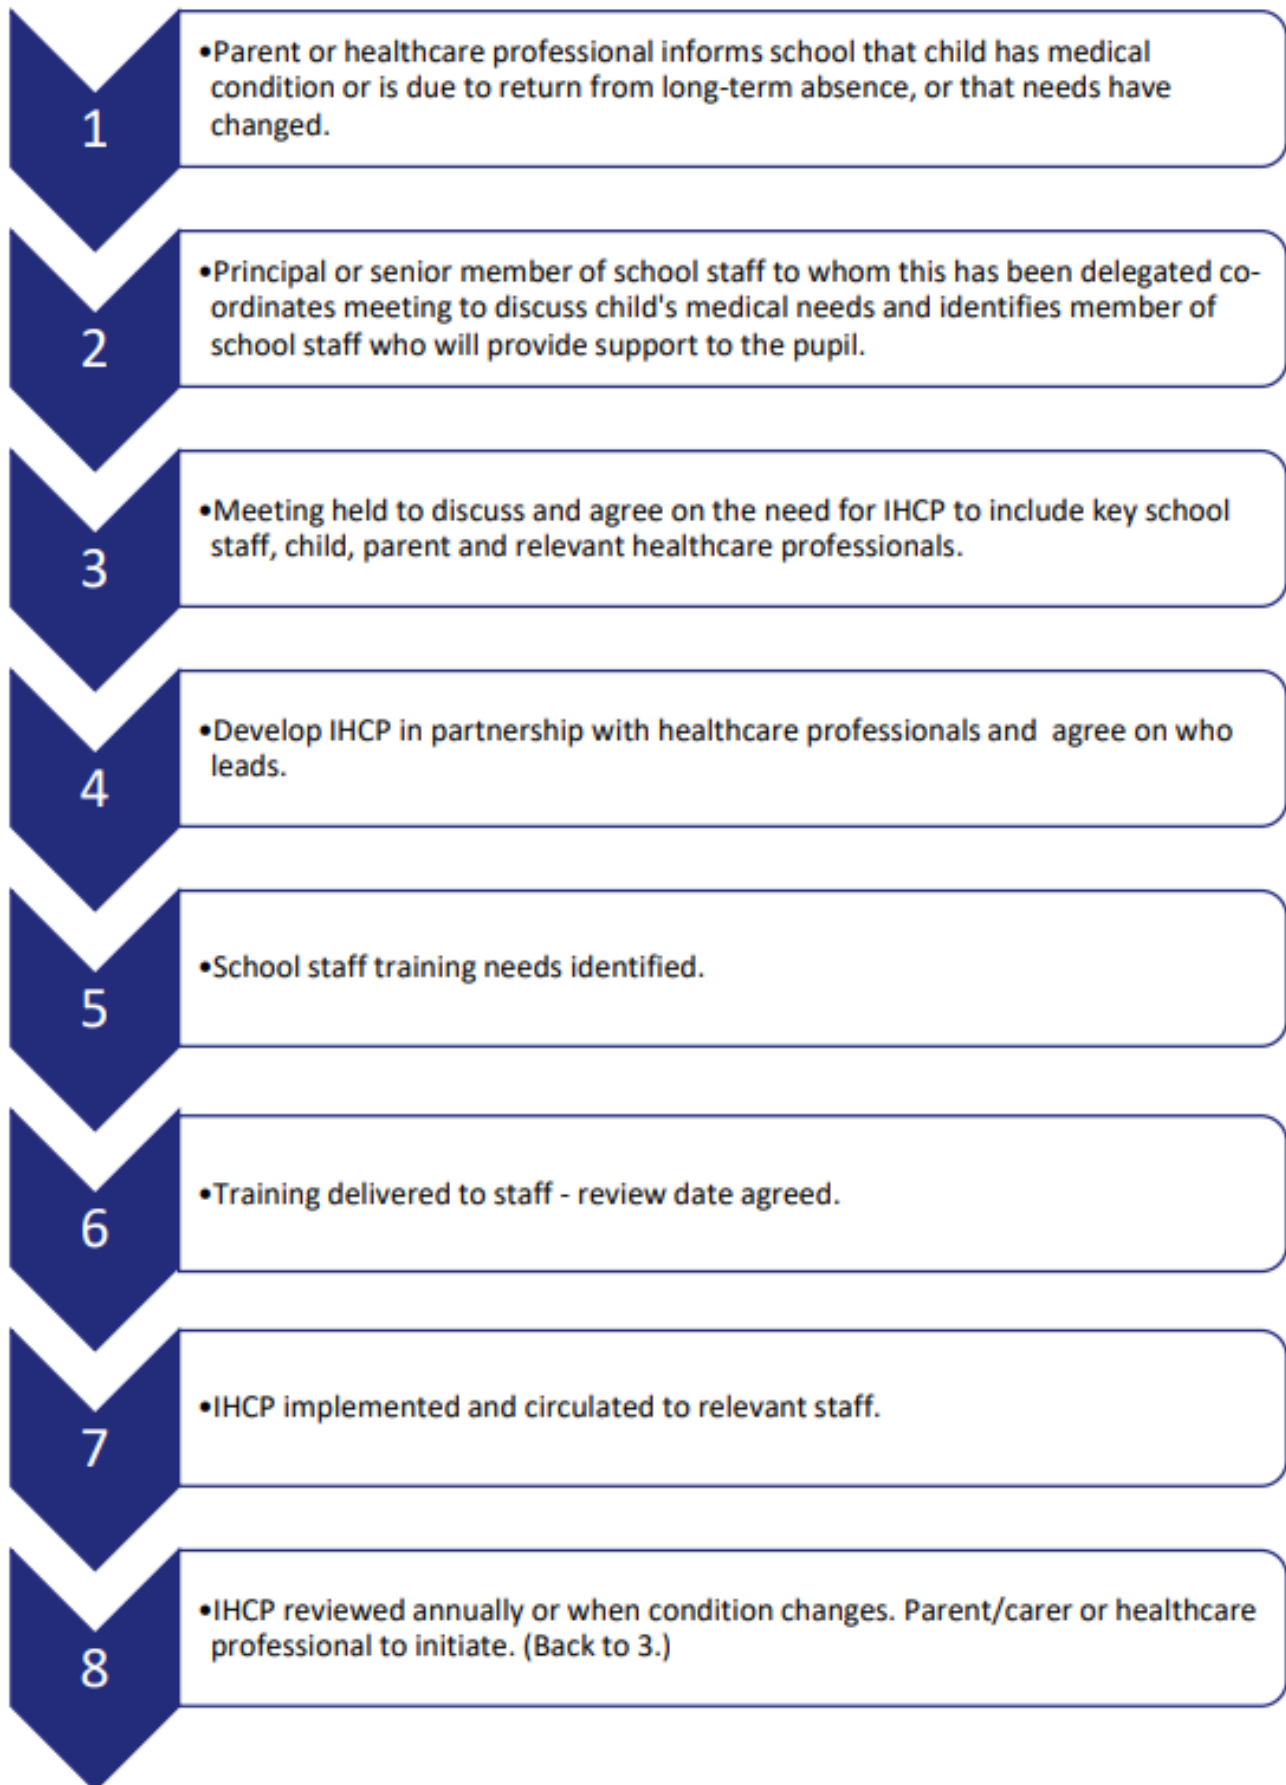 1
•Parent or healthcare professional informs school that child has medical
condition or is due to return from long-term absence, or that needs have
changed.
2
•Principal or senior member of school staff to whom this has been delegated co-
ordinates meeting to discuss child's medical needs and identifies member of
school staff who will provide support to the pupil.
3
•Meeting held to discuss and agree on the need for IHCP to include key school
staff, child, parent and relevant healthcare professionals.
4
•Develop IHCP in partnership with healthcare professionals and  agree on who
leads.
5
•School staff training needs identified.
6
•Training delivered to staff - review date agreed.
7
•IHCP implemented and circulated to relevant staff.
8
•IHCP reviewed annually or when condition changes. Parent/carer or healthcare
professional to initiate. (Back to 3.)